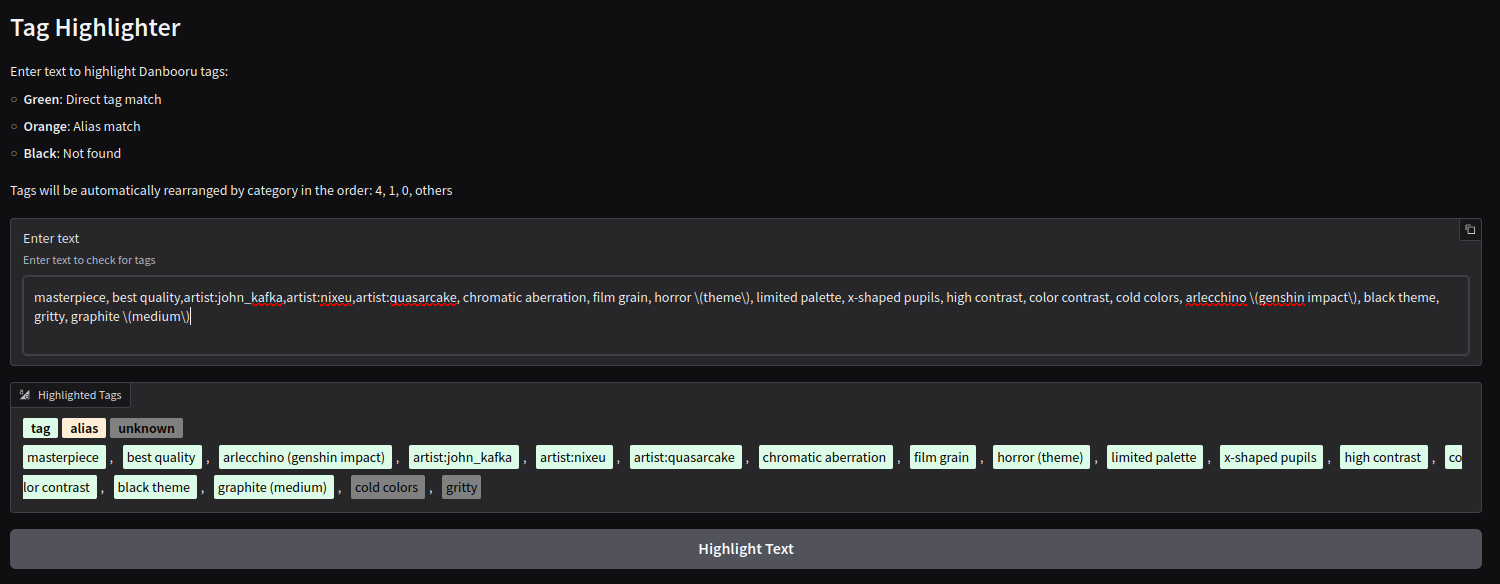 Tag Highlighter
Enter text to highlight Danbooru tags:
Green: Direct tag match
Orange: Alias match
Black: Not found
Tags will be automatically rearranged by category in the order: 4, 1, 0, others
Enter text
Enter text to check for tags
masterpiece, best quality,artist:john_kafka,artist:nixeu,artist:quasarcake, chromatic aberration, film grain, horror \(theme\), limited palette, x-shaped pupils, high contrast, color contrast, cold colors, arlecchino \(genshin impact\), black theme,
gritty, graphite \(medium\)
Highlighted Tags
tag alias unknown
masterpiece , best quality , arlecchino (genshin impact) , artist:john_kafka , artist:nixeu , artist:quasarcake , chromatic aberration , film grain , horror (theme) , limited palette , x-shaped pupils , high contrast , co
lor contrast , black theme , graphite (medium) , cold colors , gritty
Highlight Text